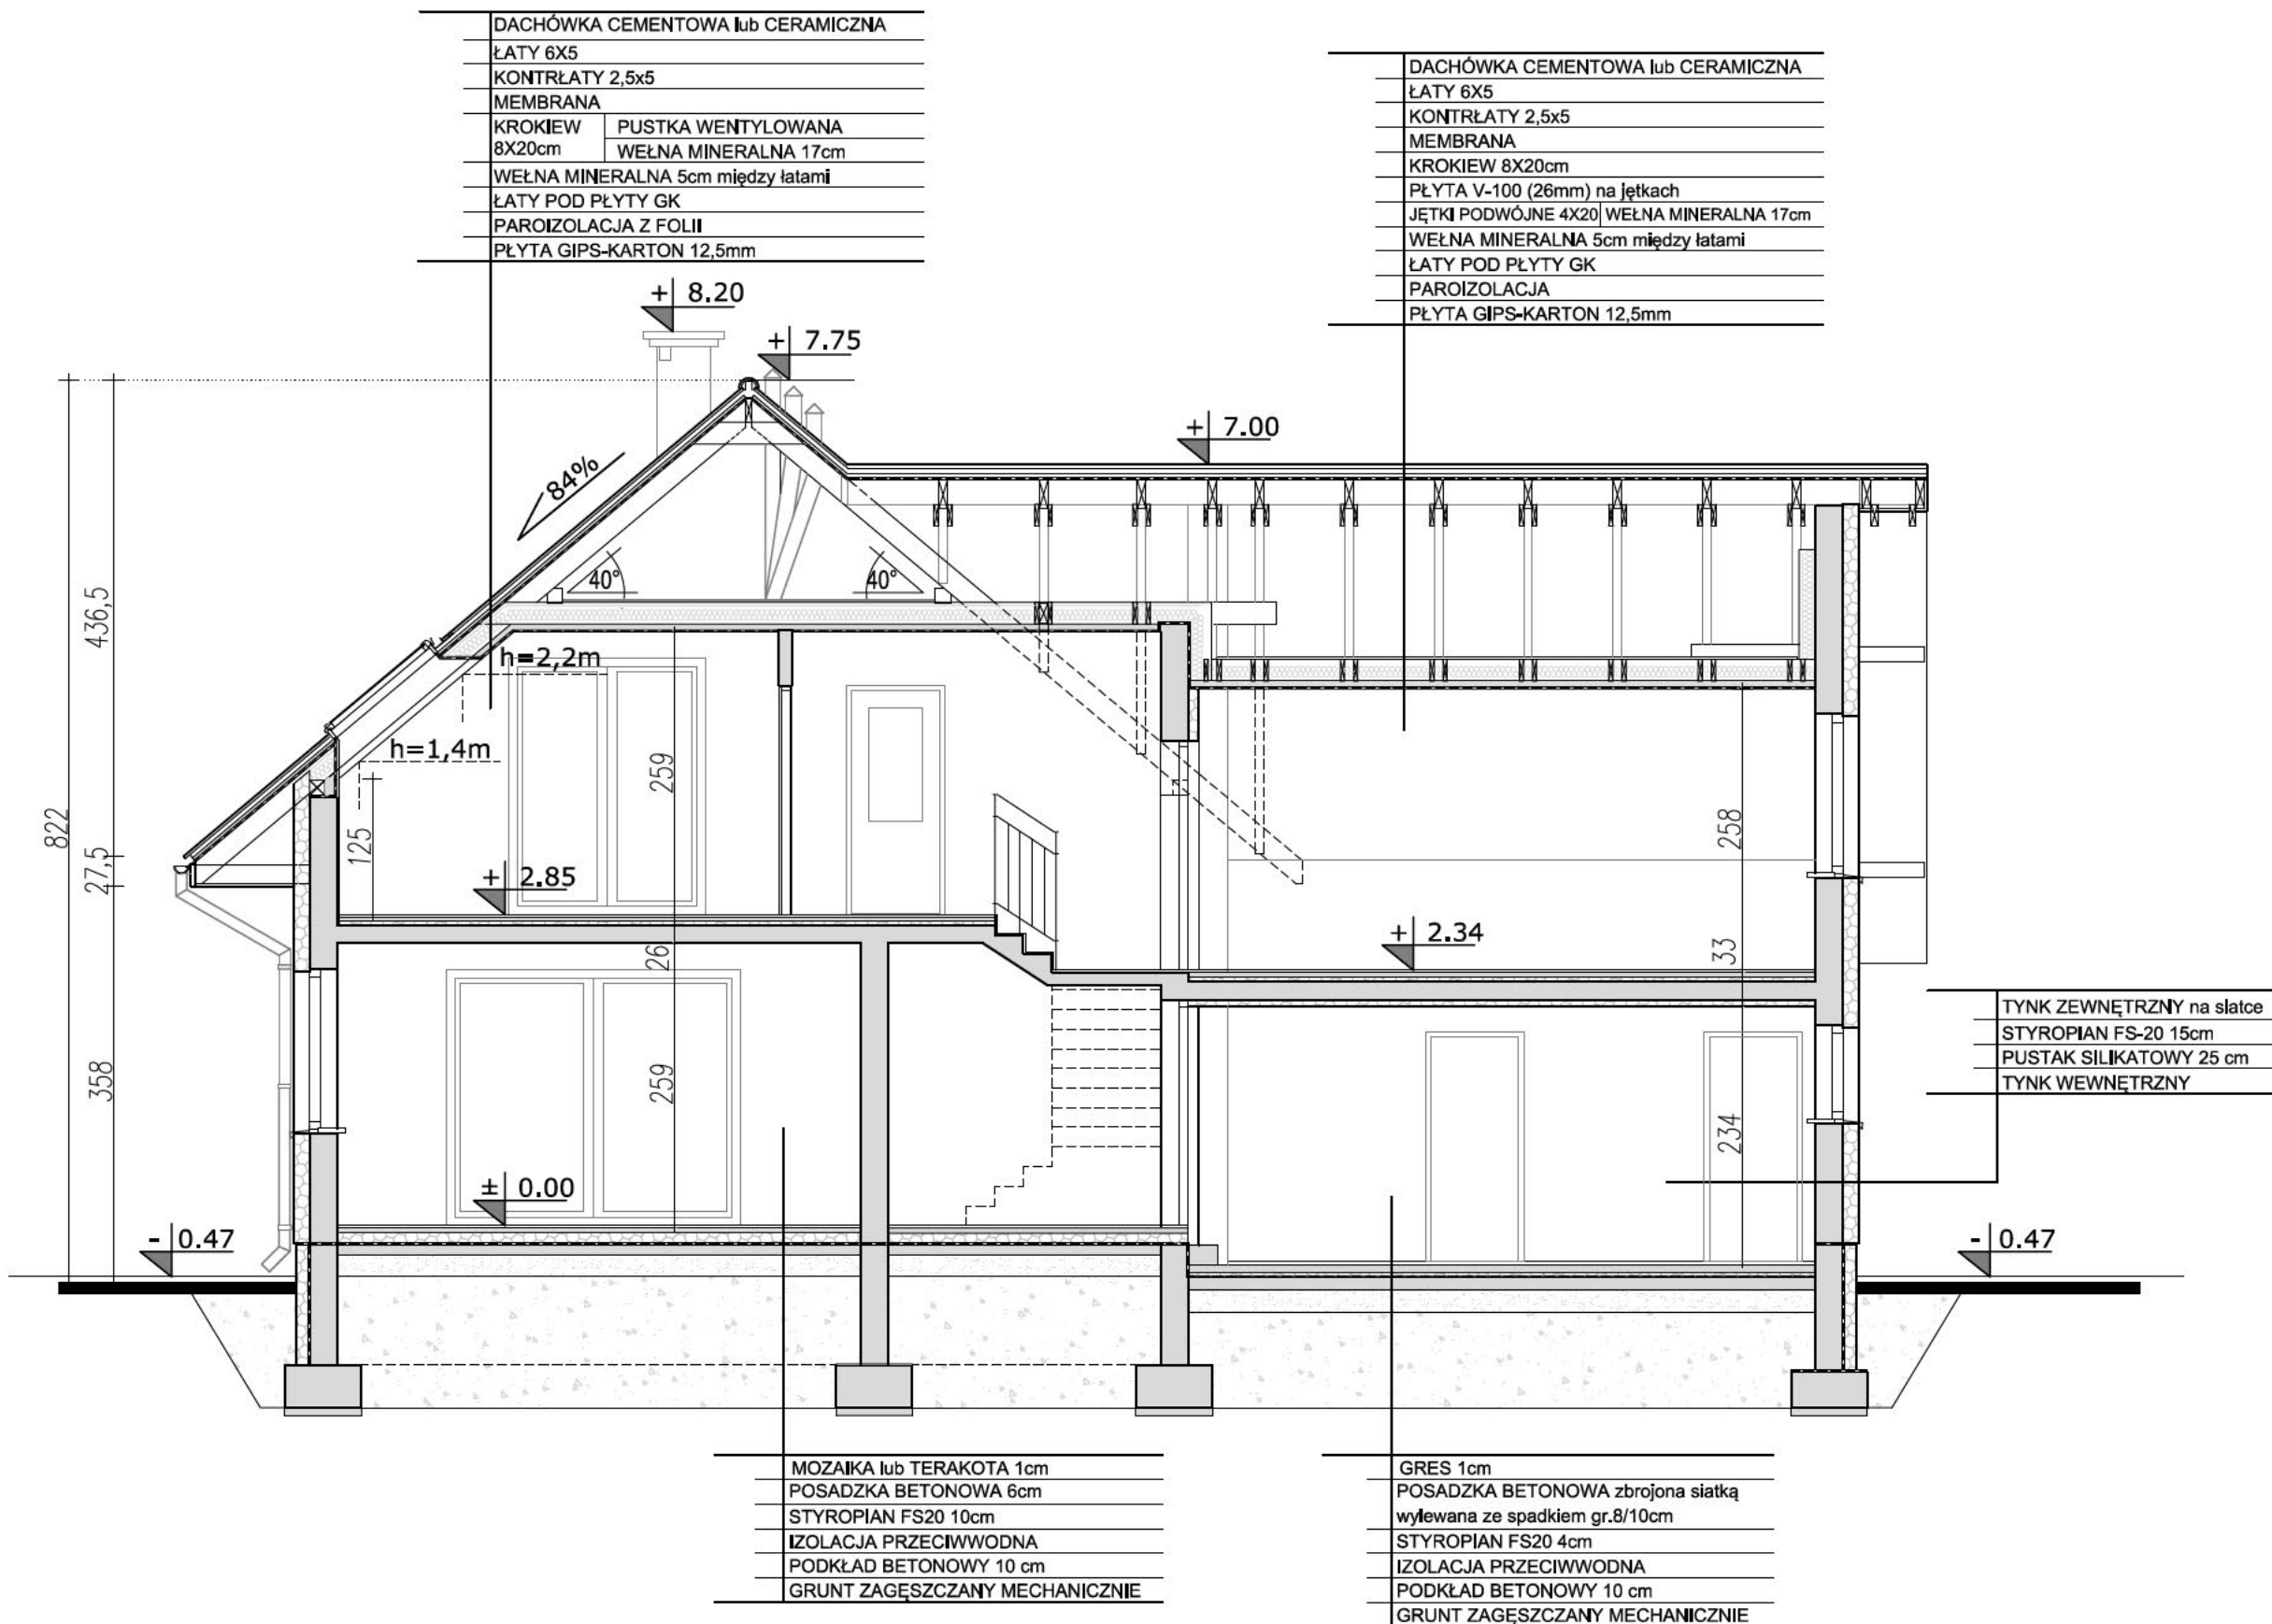 DACHÓWKA CEMENTOWA lub CERAMICZNA
ŁATY 6X5
KONTRŁATY 2,5x5
MEMBRANA
KROKIEW 8X20cm
PUSTKA WENTYLOWANA
WEŁNA MINERALNA 17cm
WEŁNA MINERALNA 5cm między łatami
ŁATY POD PŁYTY GK
PAROIZOLACJA Z FOLII
PŁYTA GIPS-KARTON 12,5mm
DACHÓWKA CEMENTOWA lub CERAMICZNA
ŁATY 6X5
KONTRŁATY 2,5x5
MEMBRANA
KROKIEW 8X20cm
PŁYTA V-100 (26mm) na jętkach
JĘTKI PODWÓJNE 4X20 WEŁNA MINERALNA 17cm
WEŁNA MINERALNA 5cm między łatami
ŁATY POD PŁYTY GK
PAROIZOLACJA
PŁYTA GIPS-KARTON 12,5mm
+ 8.20
+ 7.75
+ 7.00
84%
40°
40°
436,5
h=2,2m
h=1,4m
259
258
822
27,5
125
+ 2.85
+ 2.34
26
33
358
259
234
TYNK ZEWNĘTRZNY na slatce
STYROPIAN FS-20 15cm
PUSTAK SILIKATOWY 25 cm
TYNK WEWNĘTRZNY
± 0.00
- 0.47
- 0.47
MOZAIKA lub TERAKOTA 1cm
POSADZKA BETONOWA 6cm
STYROPIAN FS20 10cm
IZOLACJA PRZECIWWODNA
PODKŁAD BETONOWY 10 cm
GRUNT ZAGĘSZCZANY MECHANICZNIE
GRES 1cm
POSADZKA BETONOWA zbrojona siatką
wylewana ze spadkiem gr.8/10cm
STYROPIAN FS20 4cm
IZOLACJA PRZECIWWODNA
PODKŁAD BETONOWY 10 cm
GRUNT ZAGĘSZCZANY MECHANICZNIE